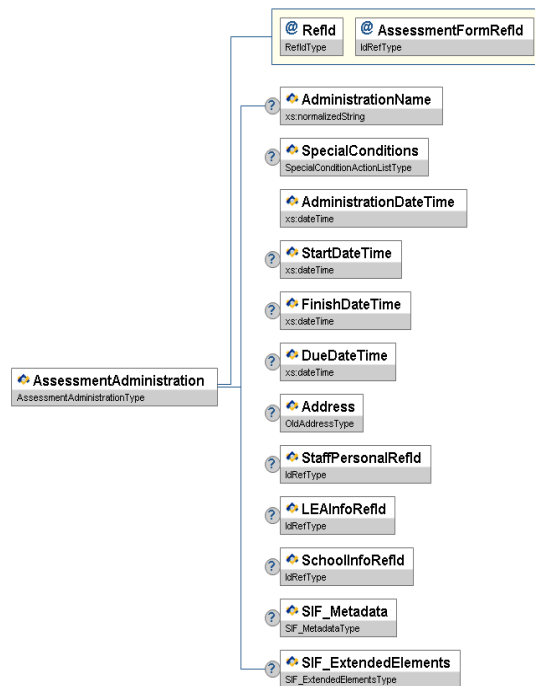 @ RefId
RefIdType
@ AssessmentFormRefId
IdRefType
? AdministrationName
xs:normalizedString
? SpecialConditions
SpecialConditionActionListType
AdministrationDateTime
xs:dateTime
? StartDateTime
xs:dateTime
? FinishDateTime
xs:dateTime
? DueDateTime
xs:dateTime
AssessmentAdministration
AssessmentAdministrationType
? Address
OldAddressType
? StaffPersonalRefId
IdRefType
? LEAInfoRefId
IdRefType
? SchoolInfoRefId
IdRefType
? SIF_Metadata
SIF_MetadataType
? SIF_ExtendedElements
SIF_ExtendedElementsType